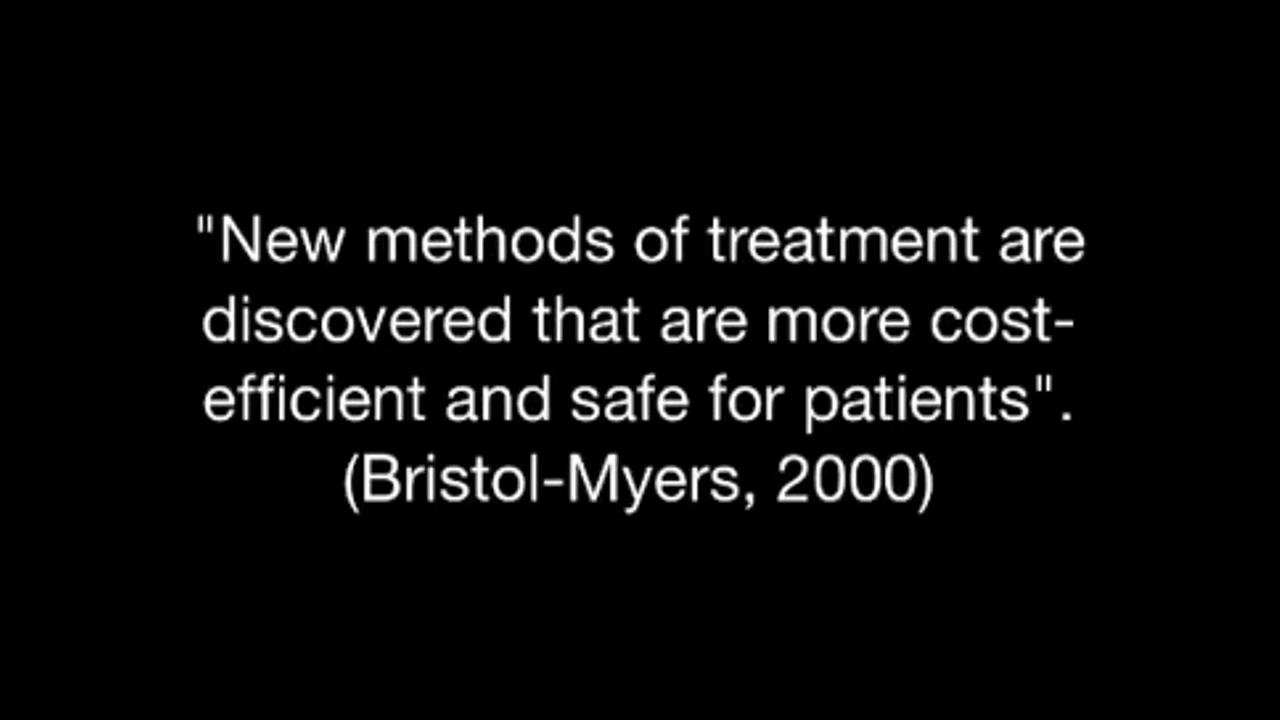 "New methods of treatment are
discovered that are more cost-
efficient and safe for patients".
(Bristol-Myers, 2000)